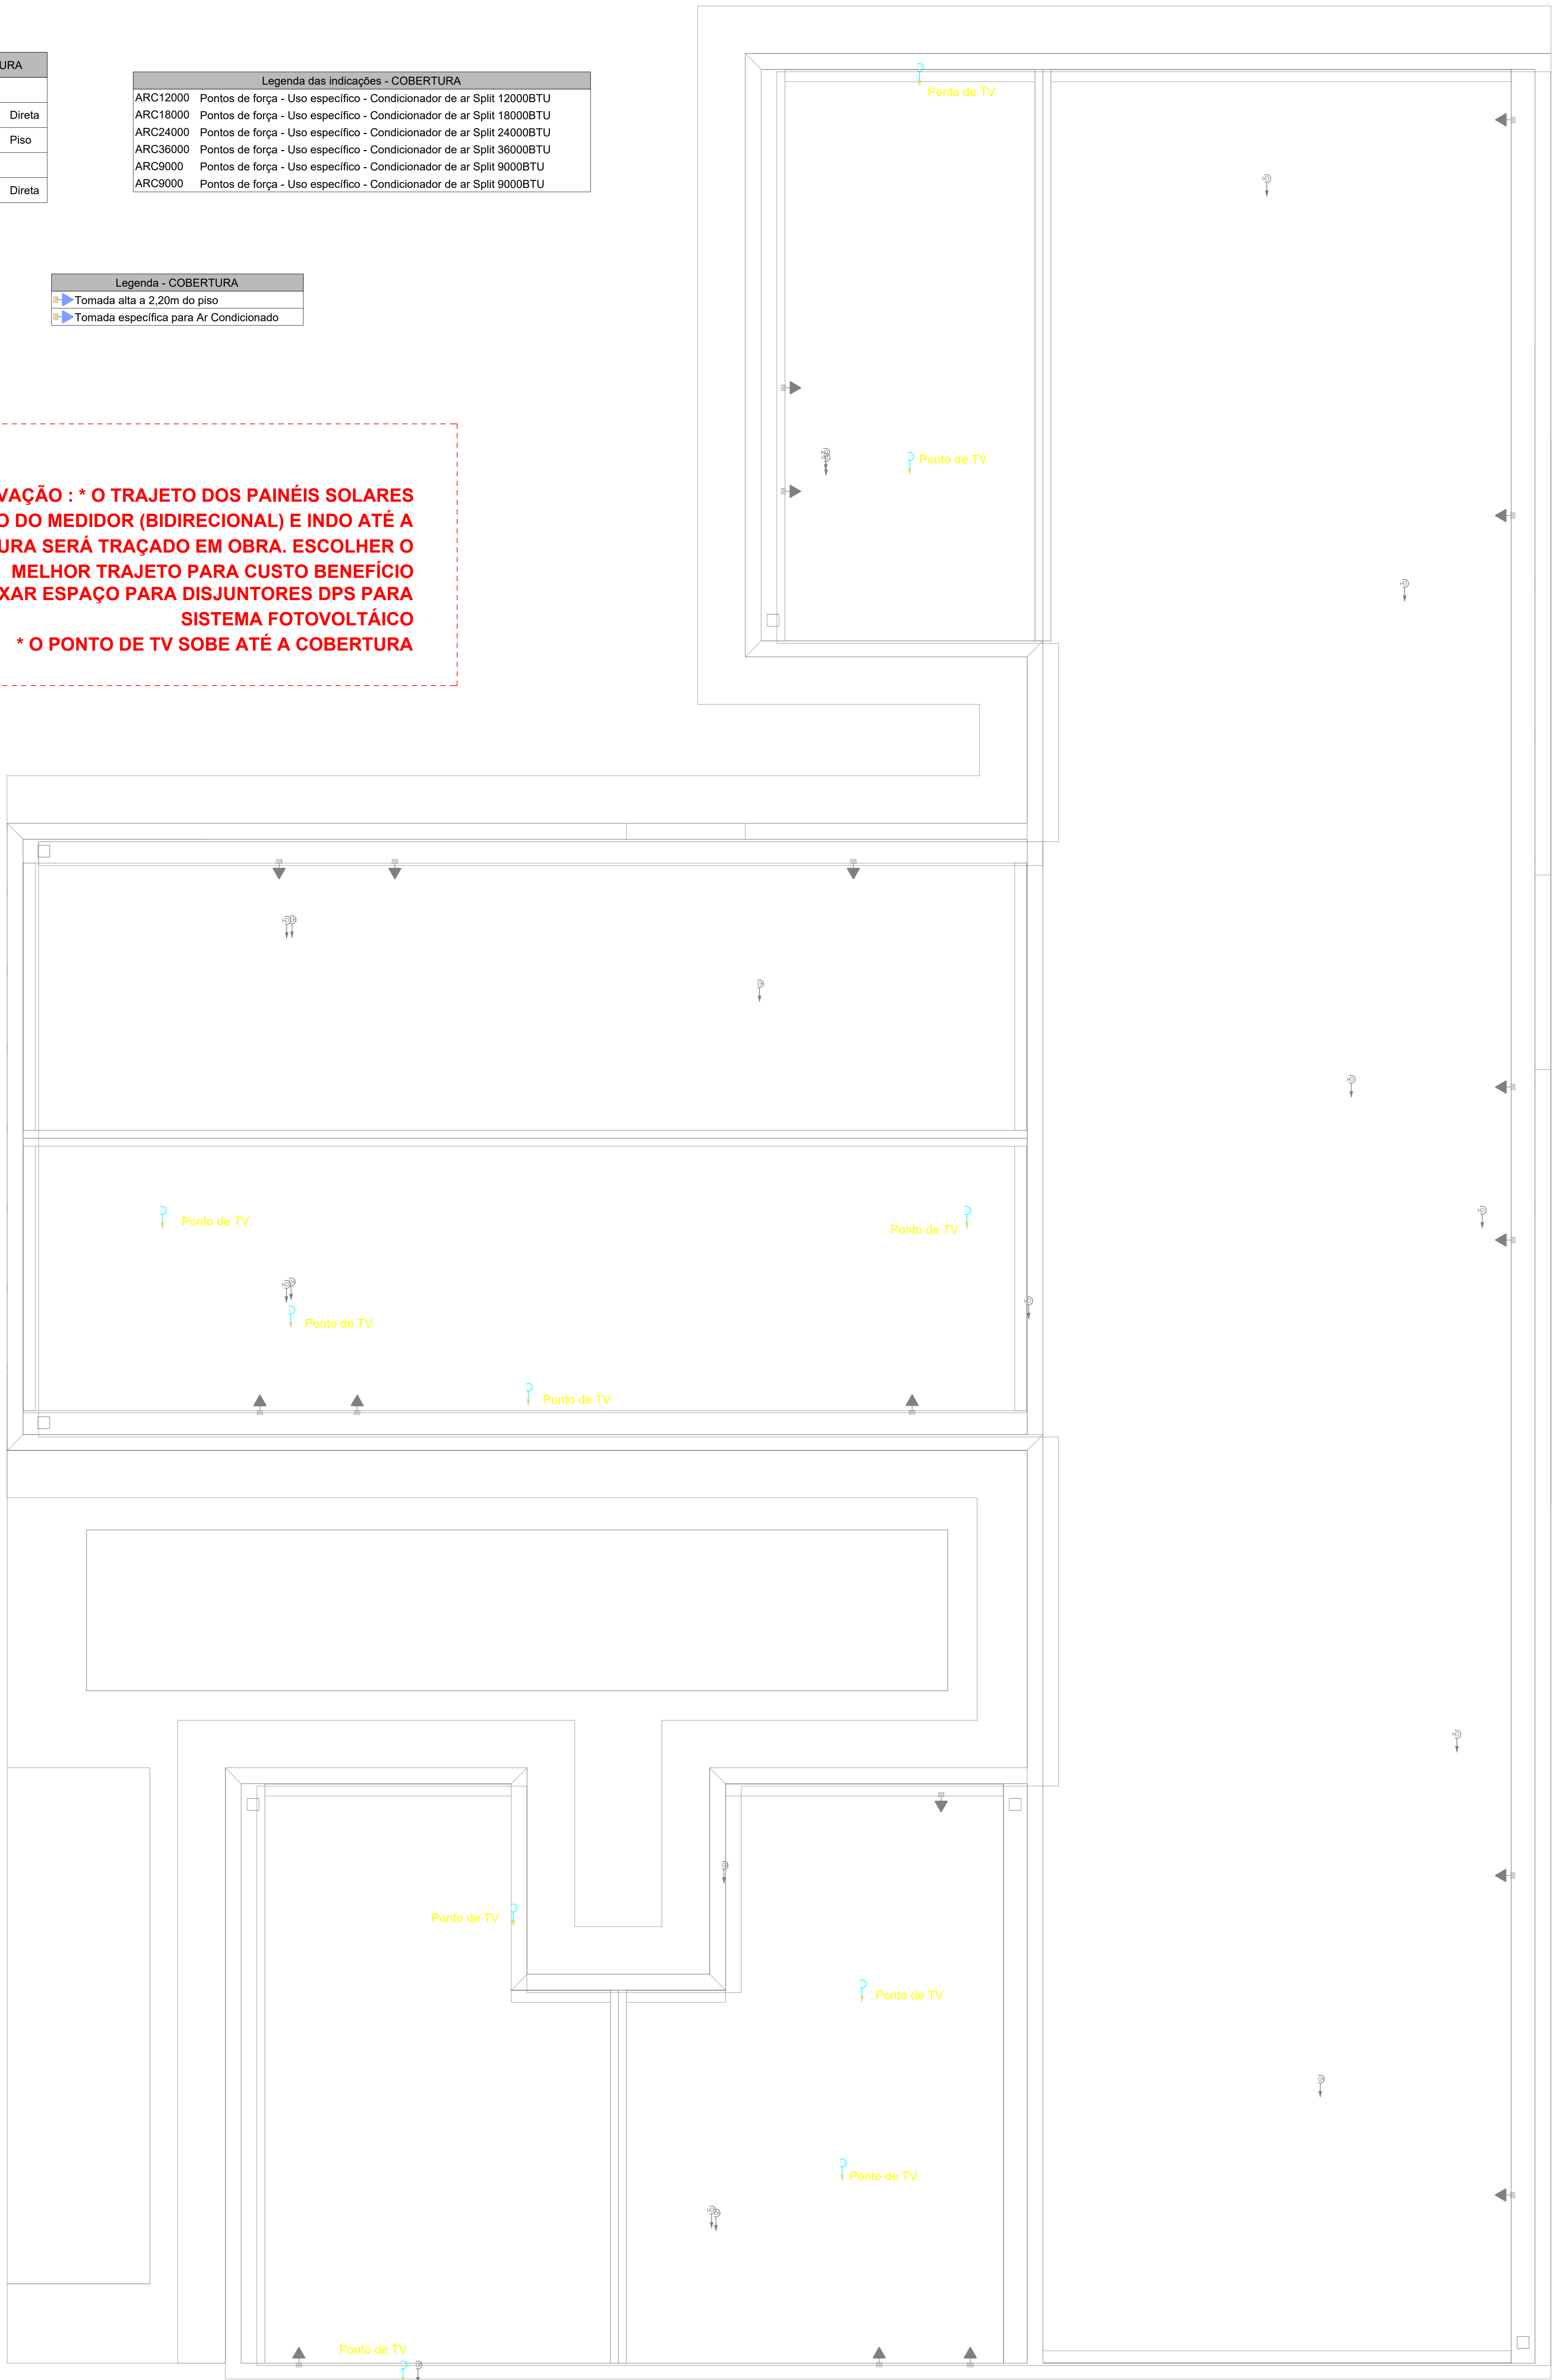 URA
Direta
Piso
Direta
Legenda das indicações - COBERTURA
ARC12000 Pontos de força - Uso específico - Condicionador de ar Split 12000BTU
ARC18000 Pontos de força - Uso específico - Condicionador de ar Split 18000BTU
ARC24000 Pontos de força - Uso específico - Condicionador de ar Split 24000BTU
ARC36000 Pontos de força - Uso específico - Condicionador de ar Split 36000BTU
ARC9000 Pontos de força - Uso específico - Condicionador de ar Split 9000BTU
ARC9000 Pontos de força - Uso específico - Condicionador de ar Split 9000BTU
Legenda - COBERTURA
Tomada alta a 2,20m do piso
Tomada específica para Ar Condicionado
VAÇÃO : * O TRAJETO DOS PAINÉIS SOLARES
O DO MEDIDOR (BIDIRECIONAL) E INDO ATÉ A
URA SERÁ TRAÇADO EM OBRA. ESCOLHER O
MELHOR TRAJETO PARA CUSTO BENEFÍCIO
XAR ESPAÇO PARA DISJUNTORES DPS PARA
SISTEMA FOTOVOLTÁICO
* O PONTO DE TV SOBE ATÉ A COBERTURA
Ponto de TV
Ponto de TV
Ponto de TV
Ponto de TV
Ponto de TV
Ponto de TV
Ponto de TV
Ponto de TV
Ponto de TV
Ponto de TV